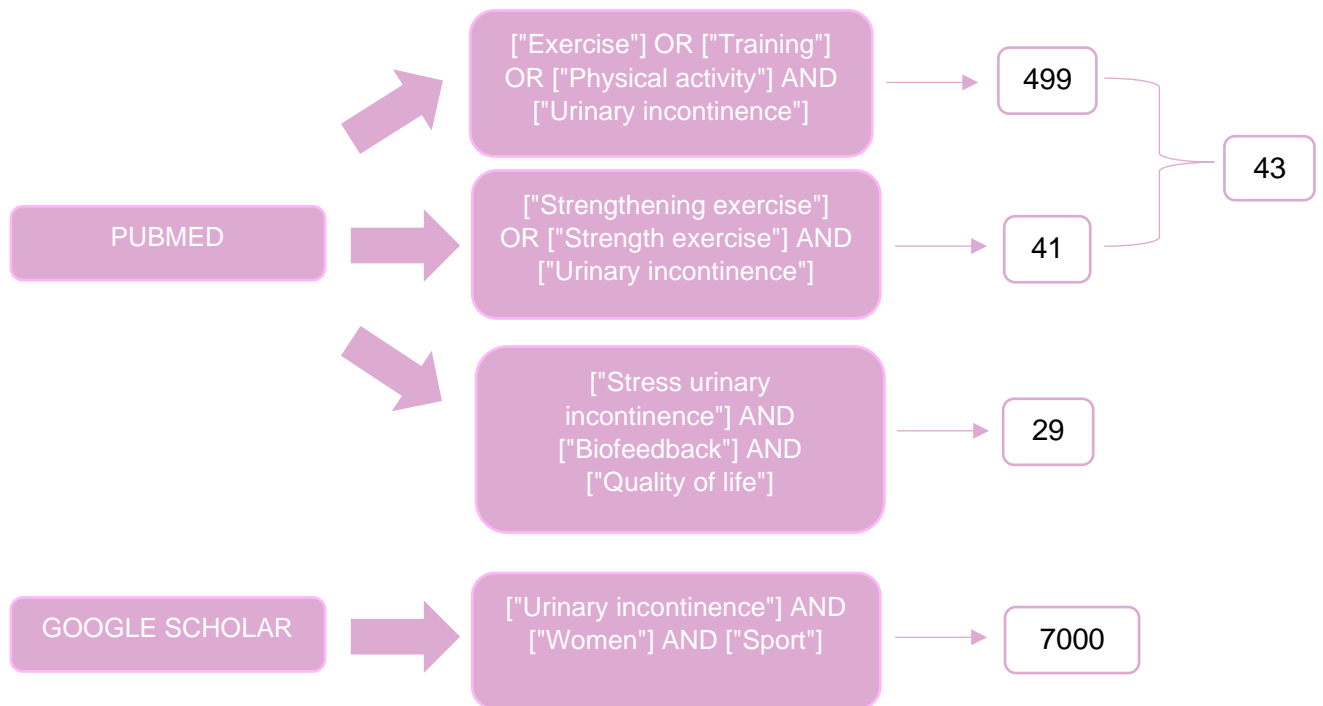 ["Exercise"] OR ["Training"]
OR ["Physical activity"] AND
["Urinary incontinence"]
499
43
PUBMED
["Strengthening exercise"]
OR ["Strength exercise"] AND
["Urinary incontinence"]
41
["Stress urinary
incontinence"] AND
["Biofeedback"] AND
["Quality of life"]
29
GOOGLE SCHOLAR
["Urinary incontinence"] AND
["Women"] AND ["Sport"]
7000